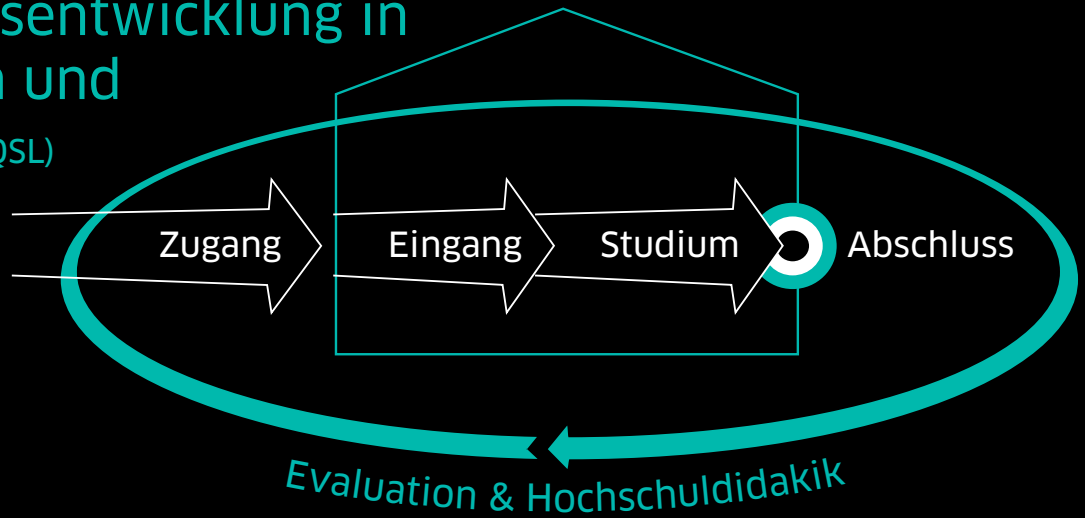 sentwicklung in
n und
QSL)
Zugang
Eingang
Studium
Abschluss
Evaluation & Hochschuldidakik